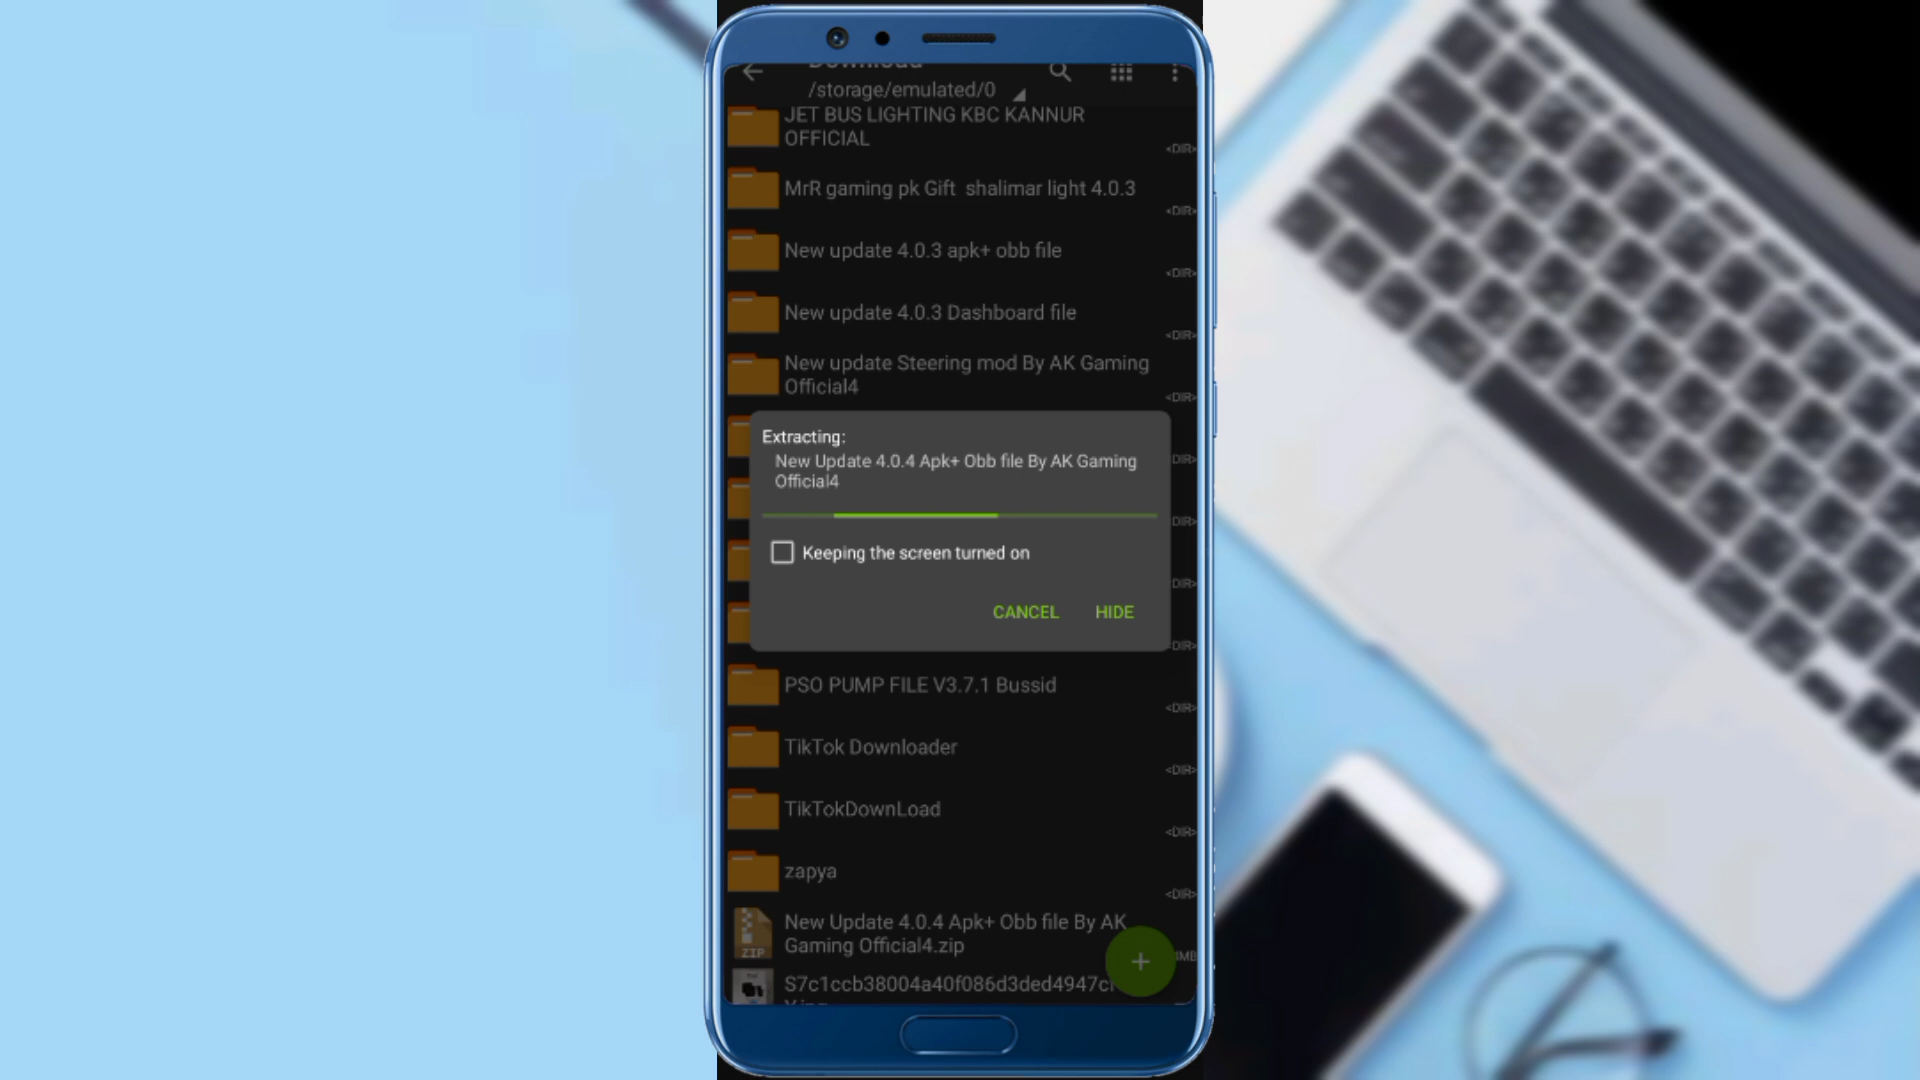 Download
/storage/emulated/0
JET BUS LIGHTING KBC KANNUR
OFFICIAL
<DIR>
MrR gaming pk Gift shalimar light 4.0.3
<DIR>
New update 4.0.3 apk+ obb file
<DIR>
New update 4.0.3 Dashboard file
<DIR>
New update Steering mod By AK Gaming
Official4
<DIR>
Extracting:
New Update 4.0.4 Apk+ Obb file By AK Gaming
Official4
Keeping the screen turned on
CANCEL HIDE
PSO PUMP FILE V3.7.1 Bussid
<DIR>
TikTok Downloader
<DIR>
TikTokDownLoad
<DIR>
zapya
<DIR>
New Update 4.0.4 Apk+ Obb file By AK
Gaming Official4.zip
ZIP